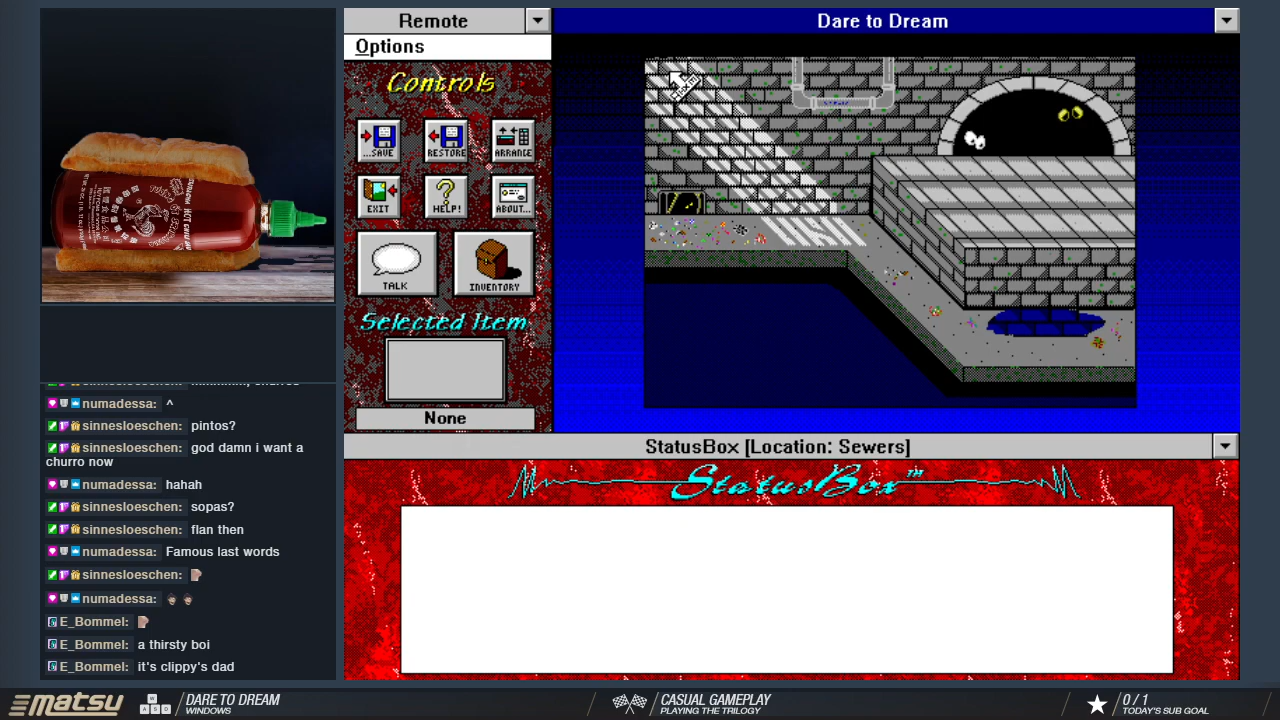 Remote
Options
Controls
...SAVE
RESTORE
ARRANGE
EXIT
HELP!
ABOUT...
TALK
INVENTORY
Selected Item
None
Dare to Dream
StatusBox [Location: Sewers]
StatusBox™
numadessa: ^
sinnesloeschen: pintos?
sinnesloeschen: god damn i want a
churro now
numadessa: hahah
sinnesloeschen: sopas?
sinnesloeschen: flan then
numadessa: Famous last words
sinnesloeschen:
numadessa:
E_Bommel:
E_Bommel: a thirsty boi
E_Bommel: it's clippy's dad
matsu
W
A S D
DARE TO DREAM
WINDOWS
CASUAL GAMEPLAY
PLAYING THE TRILOGY
0 / 1
TODAY'S SUB GOAL